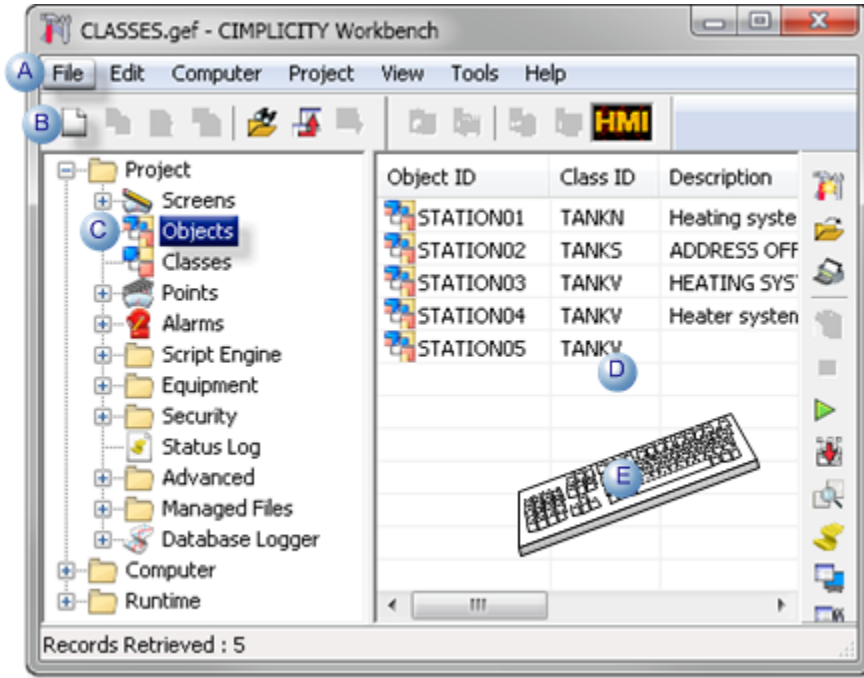 CLASSES.gef - CIMPLICITY Workbench
A File Edit Computer Project View Tools Help
B HMI
Project
Screens
C Objects
Classes
Points
Alarms
Script Engine
Equipment
Security
Status Log
Advanced
Managed Files
Database Logger
Computer
Runtime
Object ID Class ID Description
STATION01 TANKN Heating syste
STATION02 TANKS ADDRESS OFF
STATION03 TANKV HEATING SYS
STATION04 TANKV Heater system
STATION05 TANKV
D
E
Records Retrieved : 5